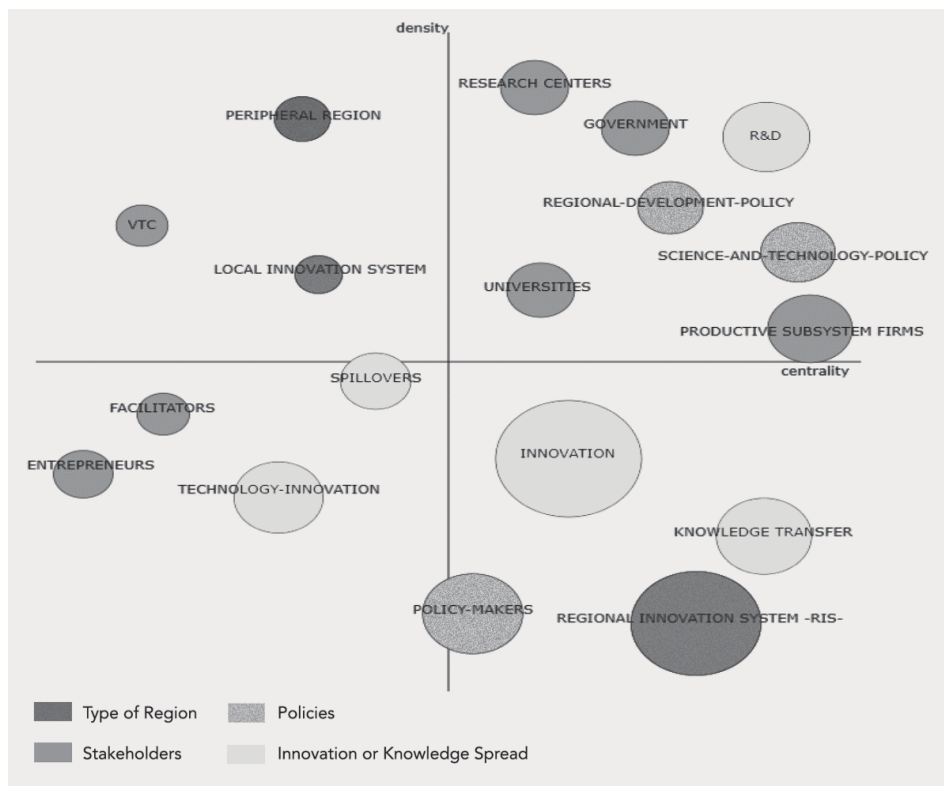 density
RESEARCH CENTERS
PERIPHERAL REGION
GOVERNMENT
R&D
REGIONAL-DEVELOPMENT-POLICY
VTC
SCIENCE-AND-TECHNOLOGY-POLICY
LOCAL INNOVATION SYSTEM
UNIVERSITIES
PRODUCTIVE SUBSYSTEM FIRMS
centrality
SPILLOVERS
FACILITATORS
INNOVATION
ENTREPRENEURS
TECHNOLOGY-INNOVATION
KNOWLEDGE TRANSFER
POLICY-MAKERS
REGIONAL INNOVATION SYSTEM -RIS-
Type of Region
Policies
Stakeholders
Innovation or Knowledge Spread